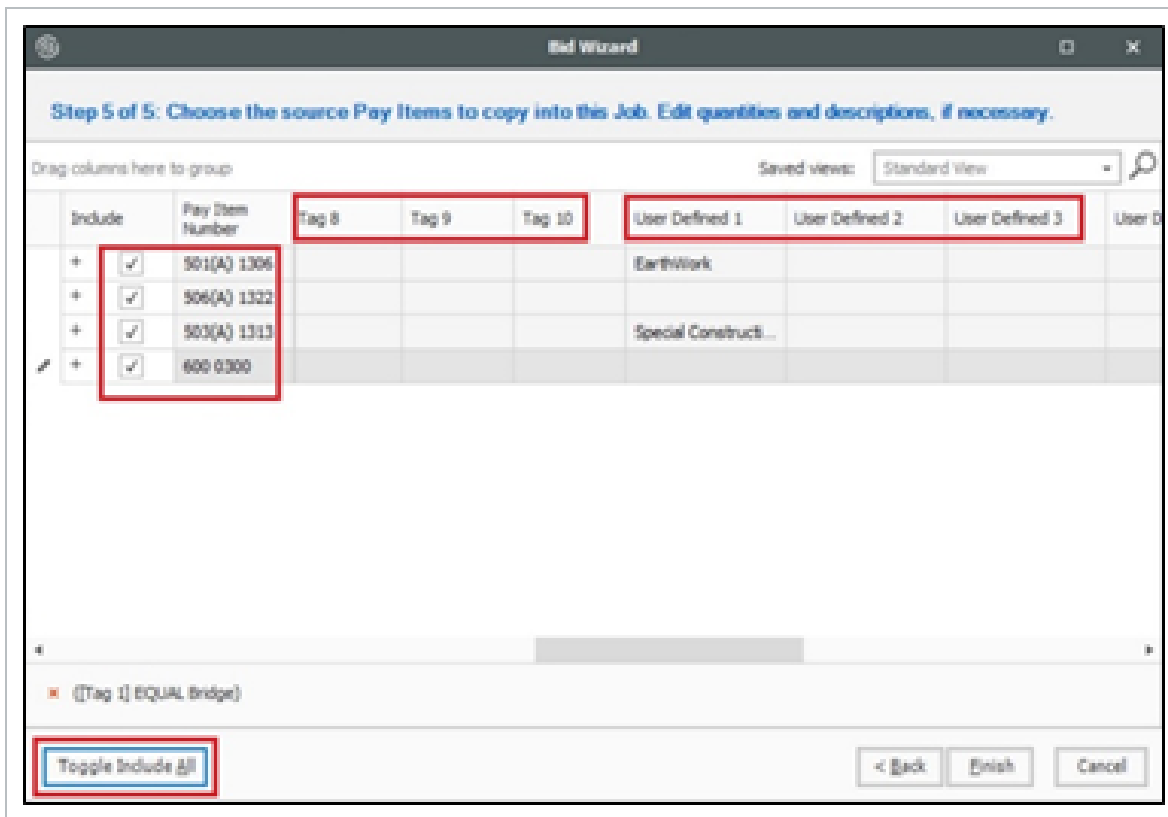 Bid Wizard
Step 5 of 5: Choose the source Pay Items to copy into this Job. Edit quantities and descriptions, if necessary.
Drag columns here to group
Saved views: Standard View
Include Pay Item Number Tag 8 Tag 9 Tag 10 User Defined 1 User Defined 2 User Defined 3 User D
501(A) 1306 EarthWork
506(A) 1322
503(A) 1313 Special Constructi...
600 0300
([Tag 1] EQUAL Bridge)
Toggle Include All < Back Finish Cancel